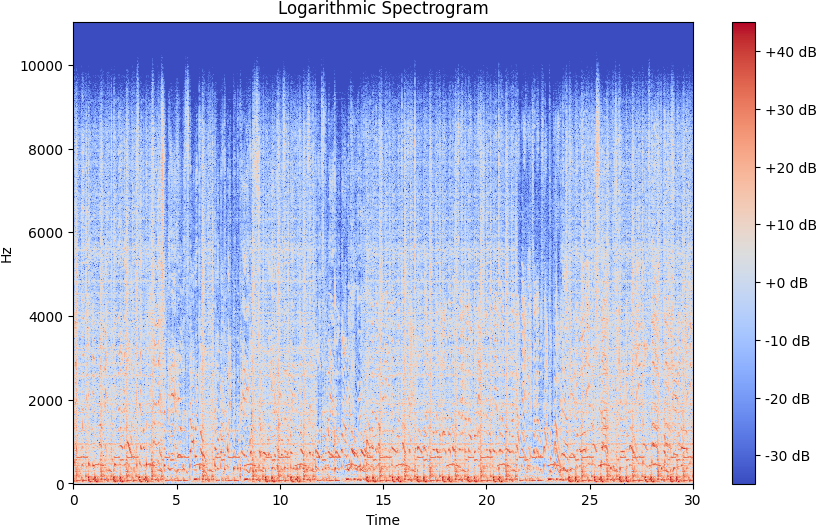 Logarithmic Spectrogram
Hz
10000
8000
6000
4000
2000
0
0 5 10 15 20 25 30
Time
+40 dB
+30 dB
+20 dB
+10 dB
+0 dB
-10 dB
-20 dB
-30 dB